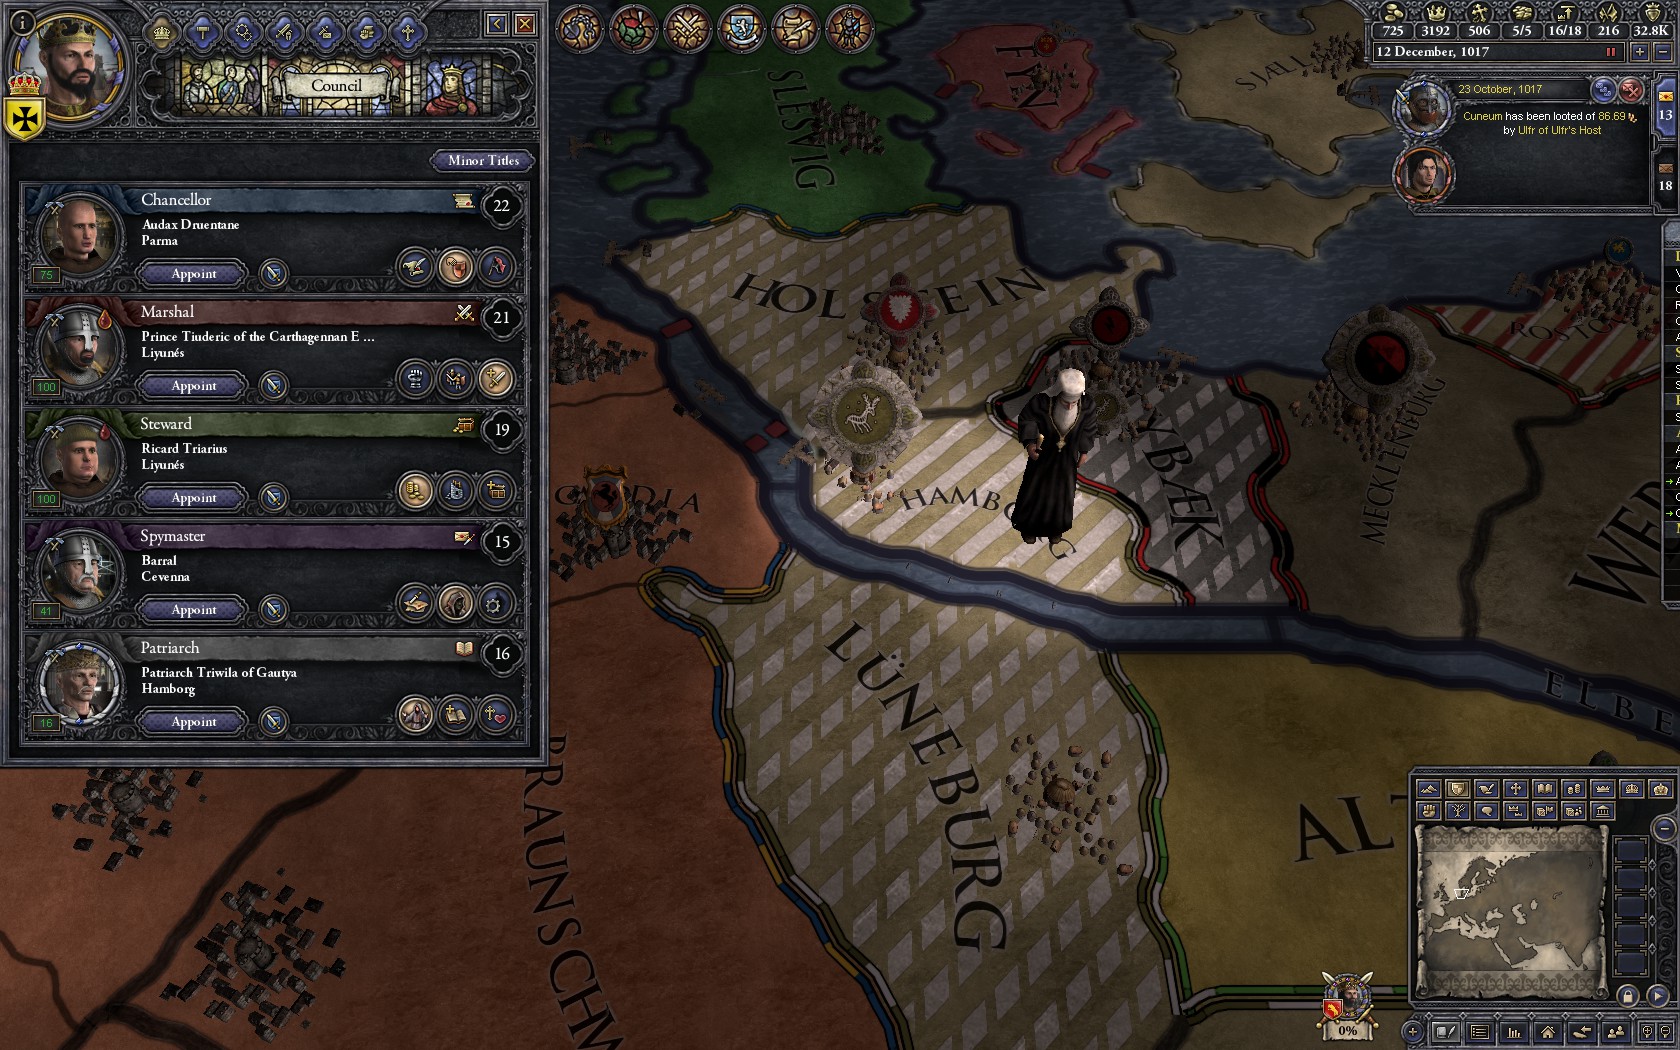 Council
Minor Titles
Chancellor
22
Audax Druentane
Parma
75
Appoint
Marshal
21
Prince Tiuderic of the Carthagennan E ...
Liyunés
100
Appoint
Steward
19
Ricard Triarius
Liyunés
100
Appoint
Spymaster
15
Barral
Cevenna
41
Appoint
Patriarch
16
Patriarch Triwila of Gautya
Hamborg
16
Appoint
725
3192
506
5/5
16/18
216
32.8K
12 December, 1017
23 October, 1017
Cuneum has been looted of 86.69
by Ulfr of Ulfr's Host
13
18
SLESVIG
FYN
SJÆLL
HOLSTEIN
ROSTO
HAMB
G
MECKLENBURG
WER
LÜNEBURG
ELBE
BRAUNSCHW
ALT
0%